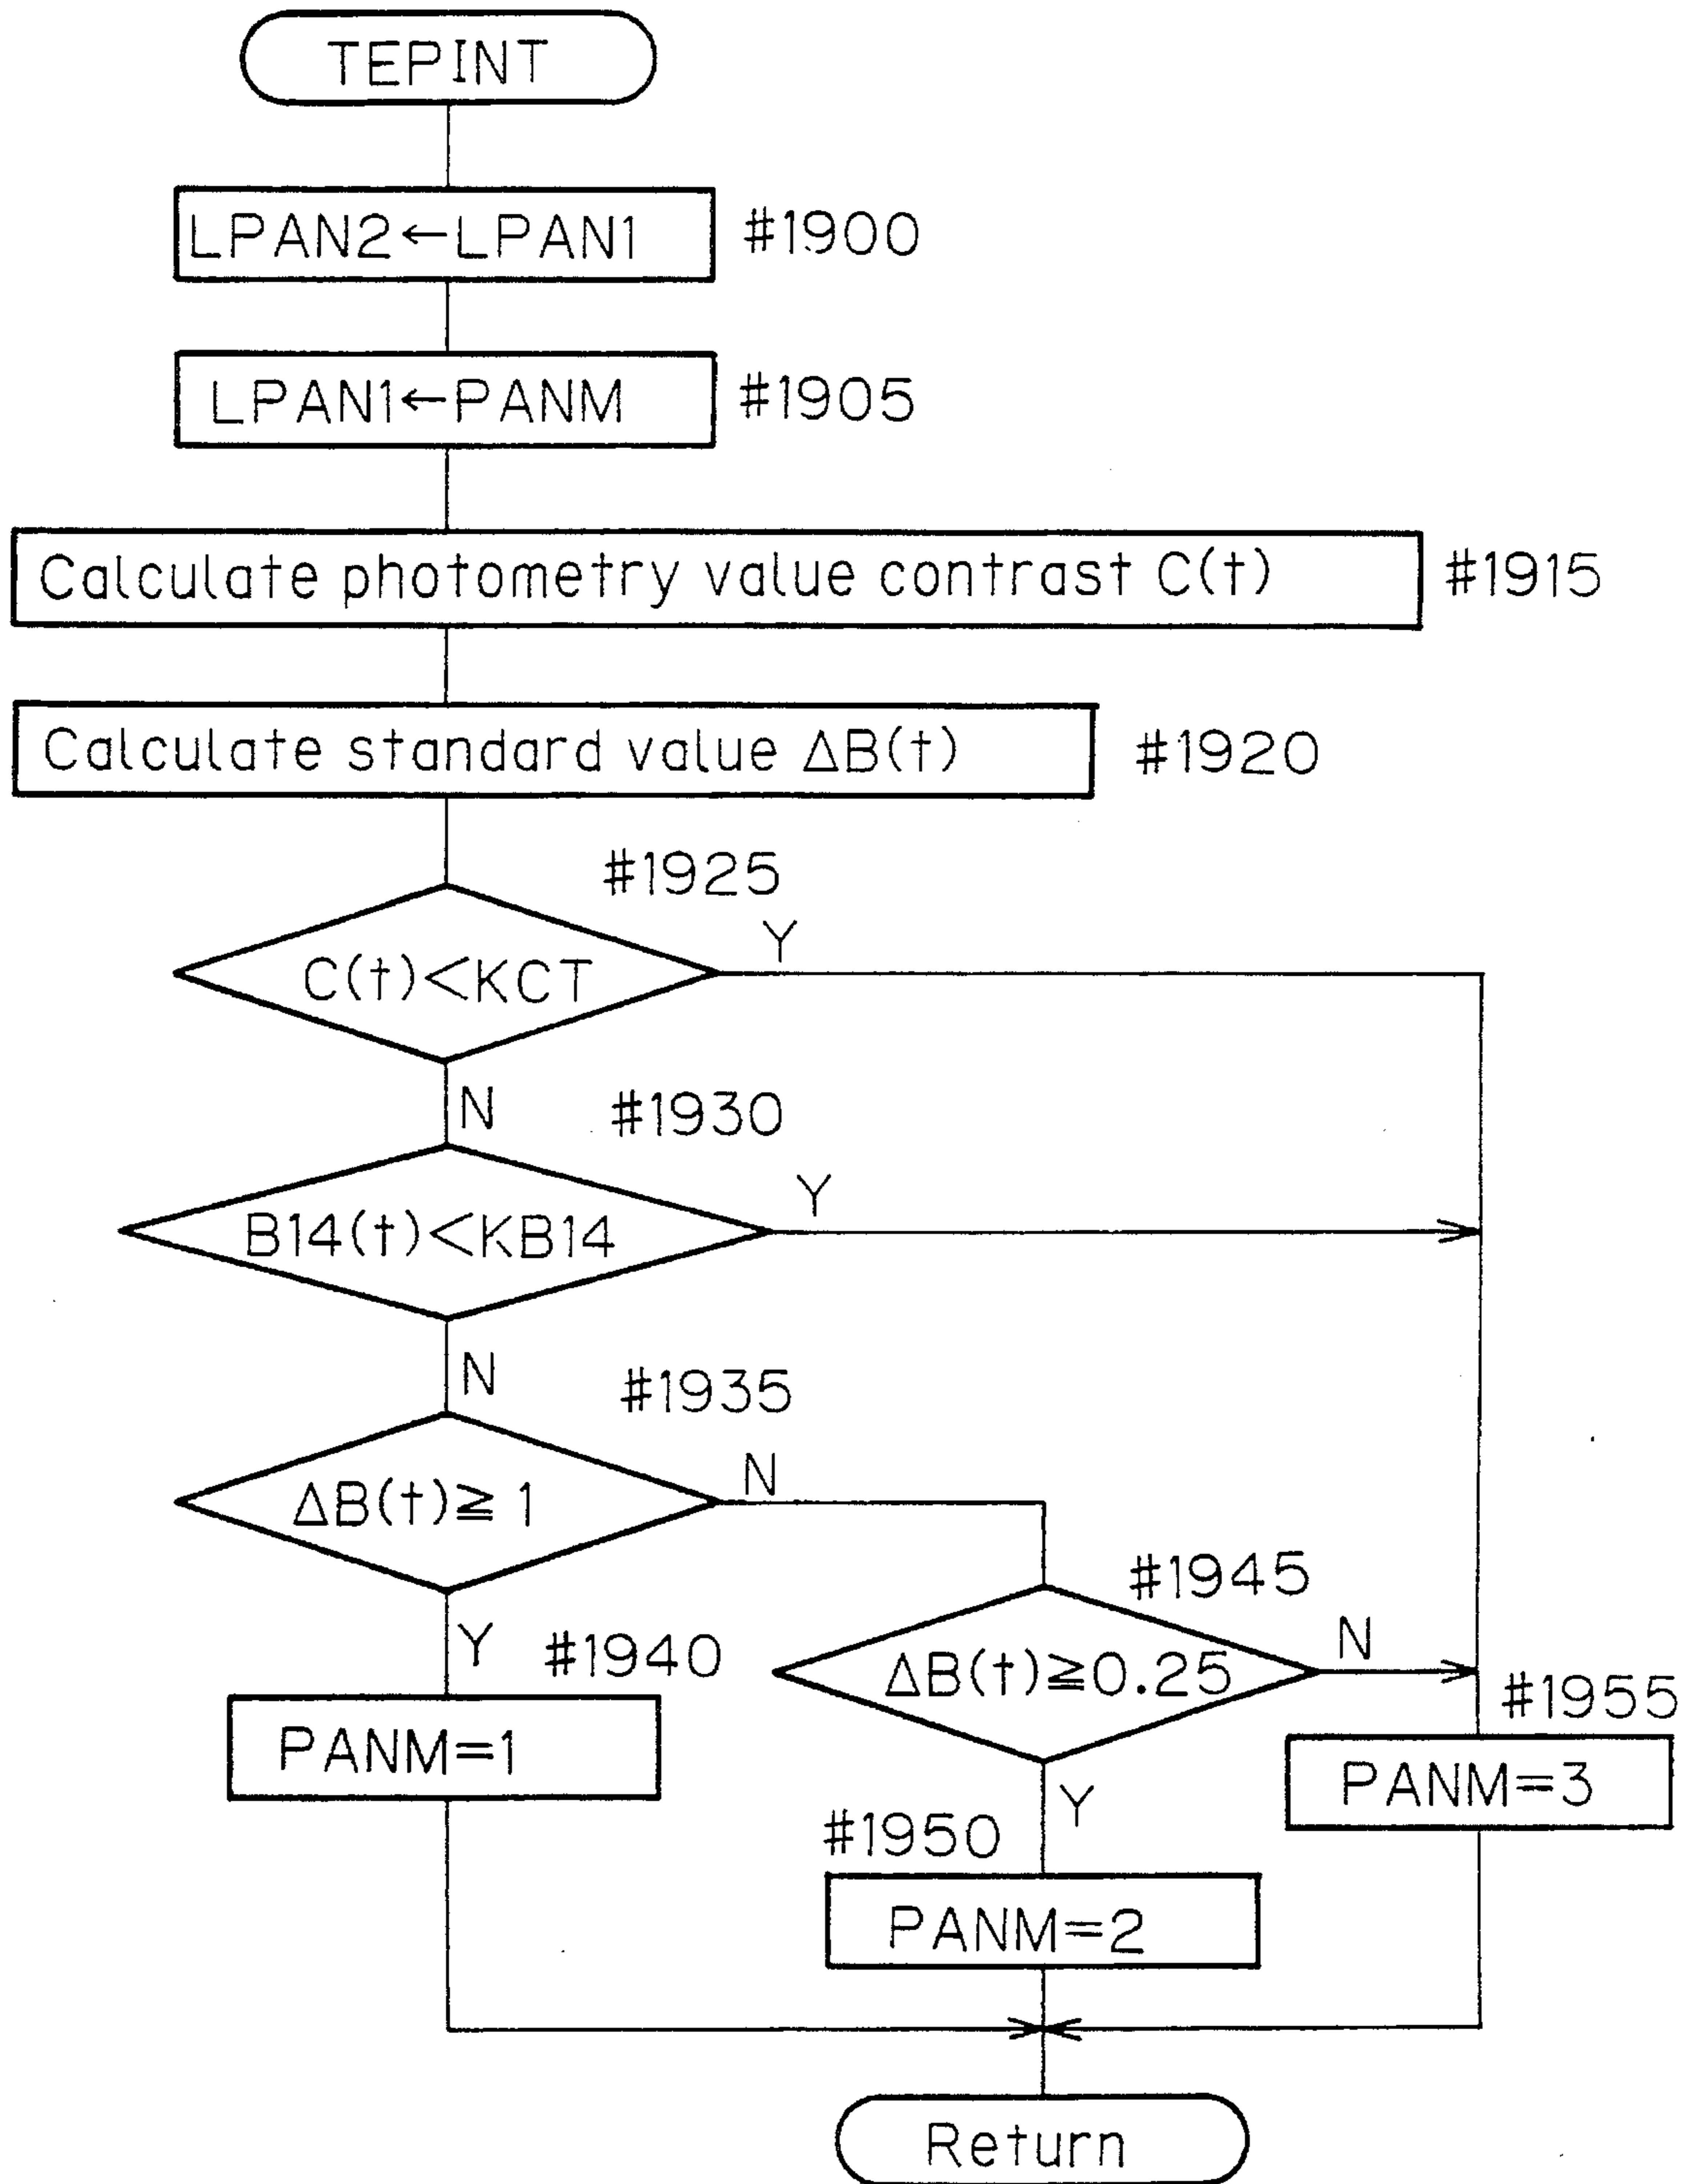 TEPINT
LPAN2←LPAN1 #1900
LPAN1←PANM #1905
Calculate photometry value contrast C(t) #1915
Calculate standard value ΔB(t) #1920
#1925
Y
C(t)<KCT
N #1930
Y
B14(t)<KB14
N #1935
N
ΔB(t)≧1
#1945
Y #1940
N
ΔB(t)≧0.25
#1955
PANM=1
PANM=3
Y
#1950
PANM=2
Return